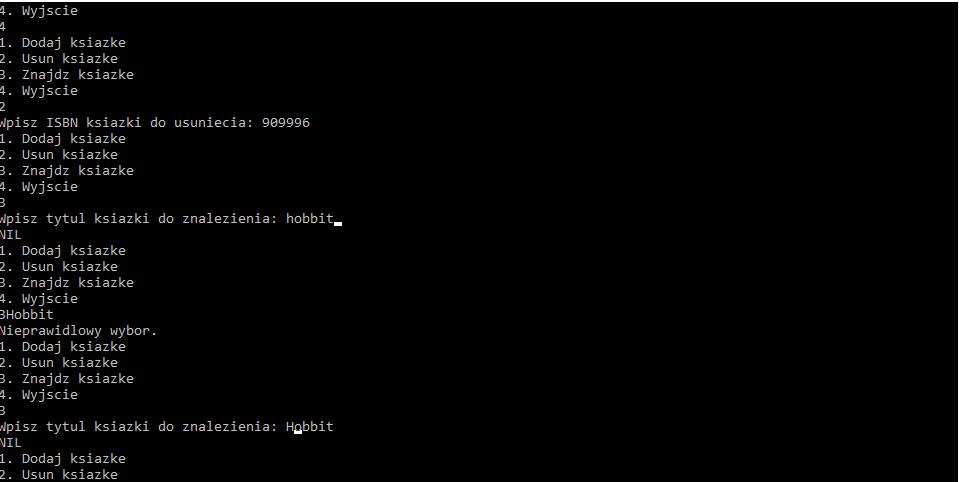 4. Wyjscie
4
1. Dodaj ksiazke
2. Usun ksiazke
3. Znajdz ksiazke
4. Wyjscie
2
Wpisz ISBN ksiazki do usuniecia: 909996
1. Dodaj ksiazke
2. Usun ksiazke
3. Znajdz ksiazke
4. Wyjscie
3
Wpisz tytul ksiazki do znalezienia: hobbit
NIL
1. Dodaj ksiazke
2. Usun ksiazke
3. Znajdz ksiazke
4. Wyjscie
3Hobbit
Nieprawidlowy wybor.
1. Dodaj ksiazke
2. Usun ksiazke
3. Znajdz ksiazke
4. Wyjscie
3
Wpisz tytul ksiazki do znalezienia: Hobbit
NIL
1. Dodaj ksiazke
2. Usun ksiazke